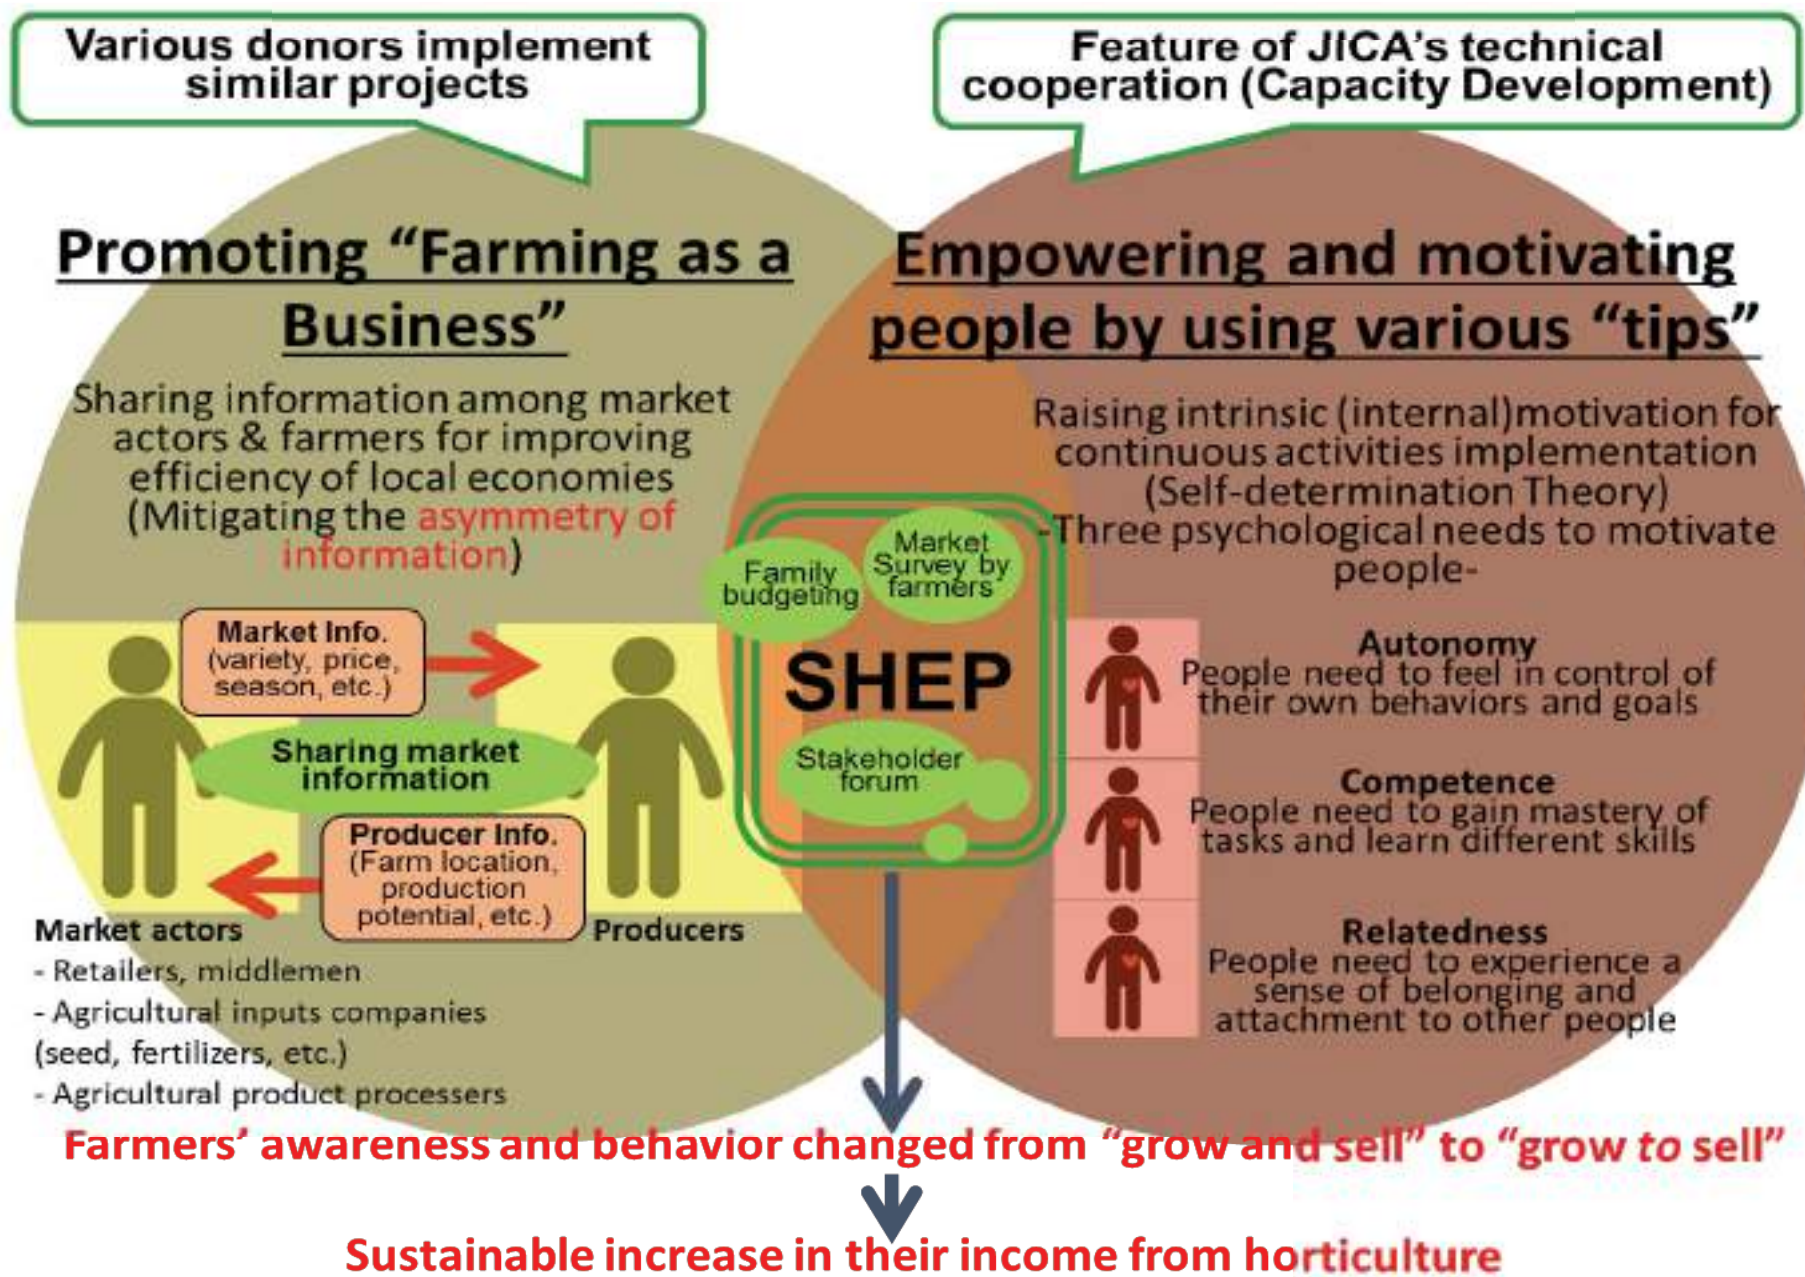 Various donors implement
similar projects
Feature of JICA's technical
cooperation (Capacity Development)
Promoting “Farming as a
Business”
Sharing information among market
actors & farmers for improving
efficiency of local economies
(Mitigating the asymmetry of
information)
Market Info.
(variety, price,
season, etc.)
Sharing market
information
Producer Info.
(Farm location,
production
potential, etc.)
Market actors
- Retailers, middlemen
- Agricultural inputs companies
(seed, fertilizers, etc.)
- Agricultural product processers
Producers
Family
budgeting
Market
Survey by
farmers
SHEP
Stakeholder
forum
Empowering and motivating
people by using various “tips”
Raising intrinsic (internal)motivation for
continuous activities implementation
(Self-determination Theory)
-Three psychological needs to motivate
people-
Autonomy
People need to feel in control of
their own behaviors and goals
Competence
People need to gain mastery of
tasks and learn different skills
Relatedness
People need to experience a
sense of belonging and
attachment to other people
Farmers’ awareness and behavior changed from “grow and sell” to “grow to sell”
Sustainable increase in their income from horticulture